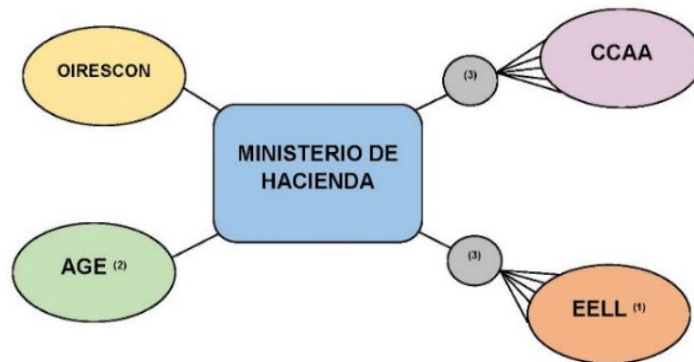 OIRESCON
(3)
CCAA
MINISTERIO DE
HACIENDA
AGE (2)
(3)
EELL (1)